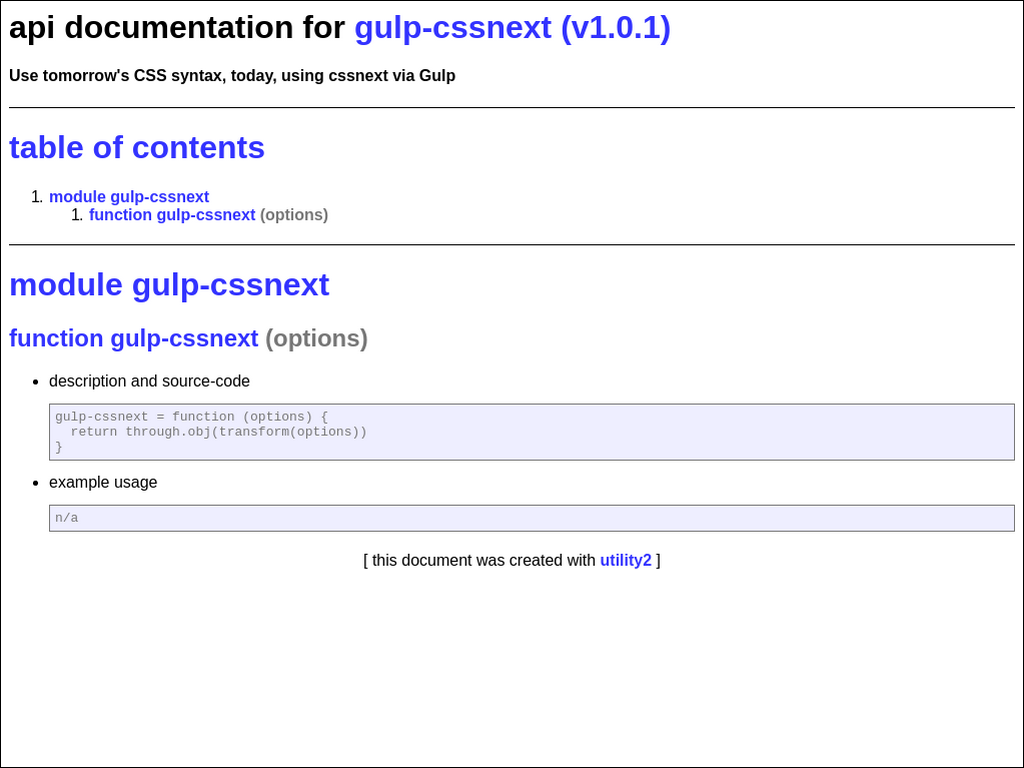 api documentation for gulp-cssnext (v1.0.1)
Use tomorrow's CSS syntax, today, using cssnext via Gulp
table of contents
1. module gulp-cssnext
1. function gulp-cssnext (options)
module gulp-cssnext
function gulp-cssnext (options)
• description and source-code
gulp-cssnext = function (options) {
  return through.obj(transform(options))
}
• example usage
n/a
[ this document was created with utility2 ]